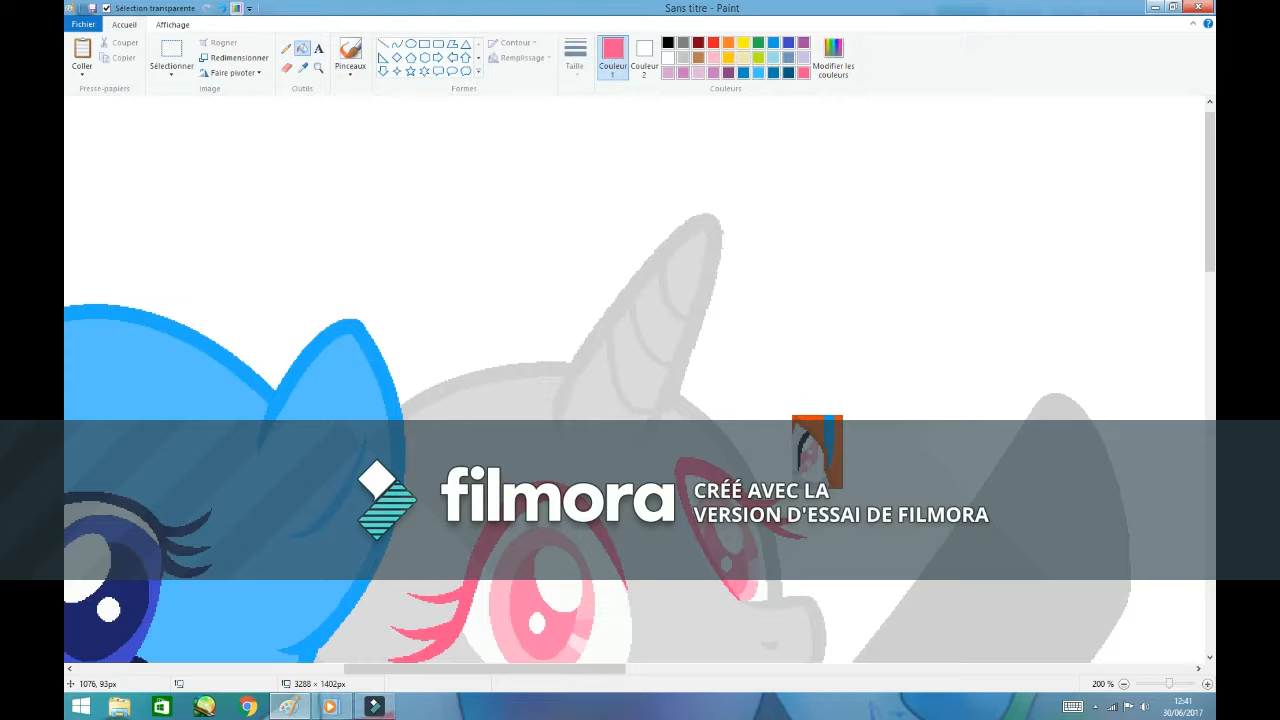 Sélection transparente
Sans titre - Paint
Fichier
Accueil
Affichage
Coller
Couper
Copier
Presse-papiers
Sélectionner
Rogner
Redimensionner
Faire pivoter
Image
A
Outils
Pinceaux
Contour
Remplissage
Formes
Taille
Couleur 1
Couleur 2
Modifier les couleurs
Couleurs
filmora
CRÉÉ AVEC LA
VERSION D'ESSAI DE FILMORA
1076, 93px
3288 × 1402px
200 %
12:41
30/06/2017